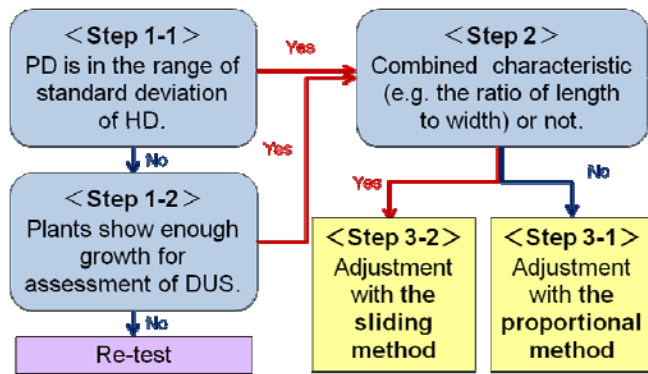 <Step 1-1>
PD is in the range of
standard deviation
of HD.
Yes
<Step 2>
Combined characteristic
(e.g. the ratio of length
to width) or not.
No
Yes
<Step 1-2>
Plants show enough
growth for
assessment of DUS.
Yes
No
<Step 3-2>
Adjustment
with the
sliding
method
<Step 3-1>
Adjustment
with the
proportional
method
No
Re-test